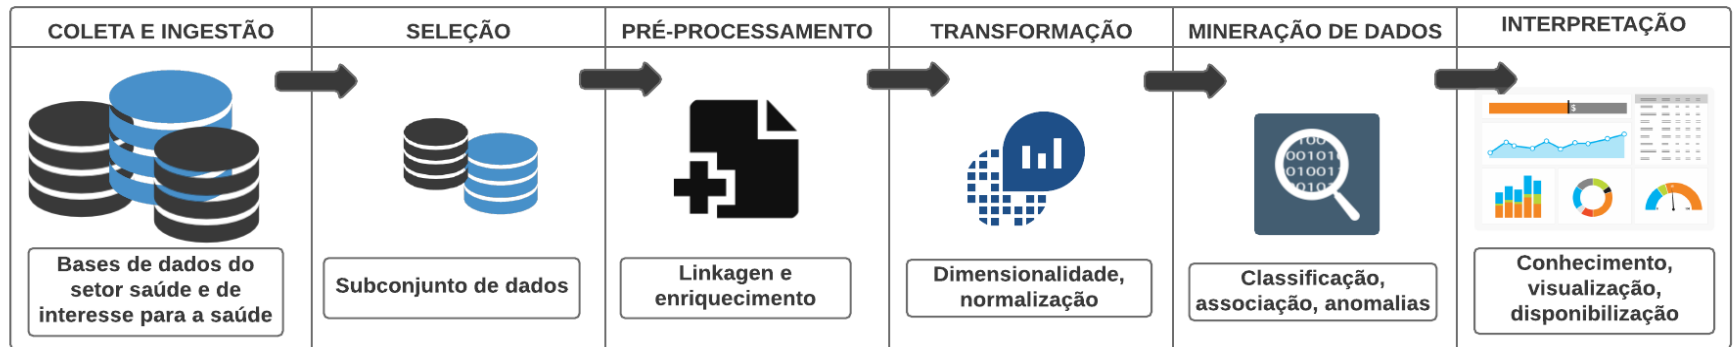 COLETA E INGESTÃO
SELEÇÃO
PRÉ-PROCESSAMENTO
TRANSFORMAÇÃO
MINERAÇÃO DE DADOS
INTERPRETAÇÃO
Bases de dados do
setor saúde e de
interesse para a saúde
Subconjunto de dados
Linkagen e
enriquecimento
Dimensionalidade,
normalização
Classificação,
associação, anomalias
Conhecimento,
visualização,
disponibilização